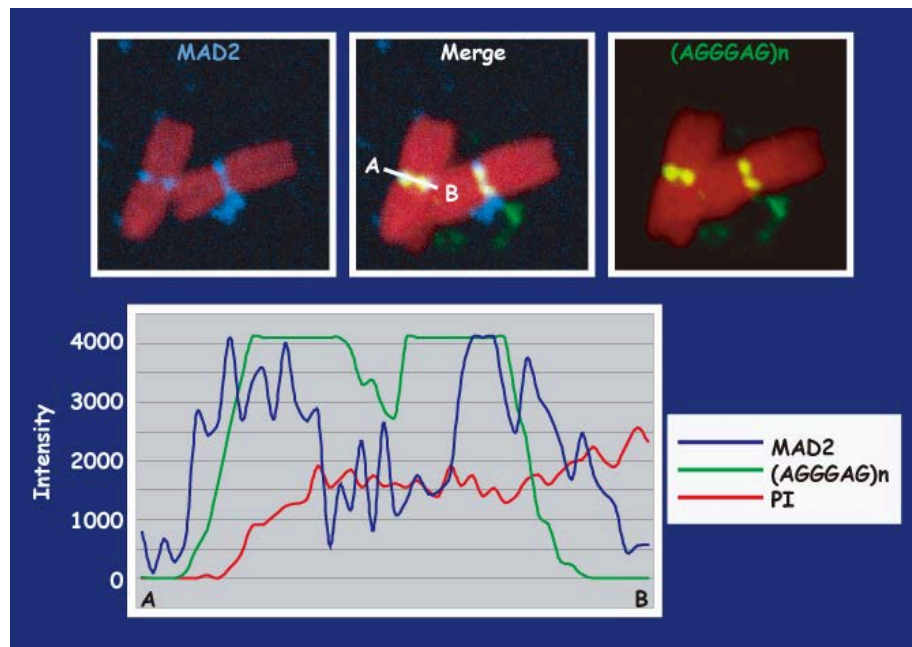 MAD2
Merge
(AGGGAG)n
A
B
4000
3000
2000
1000
0
Intensity
A
B
MAD2
(AGGGAG)n
PI